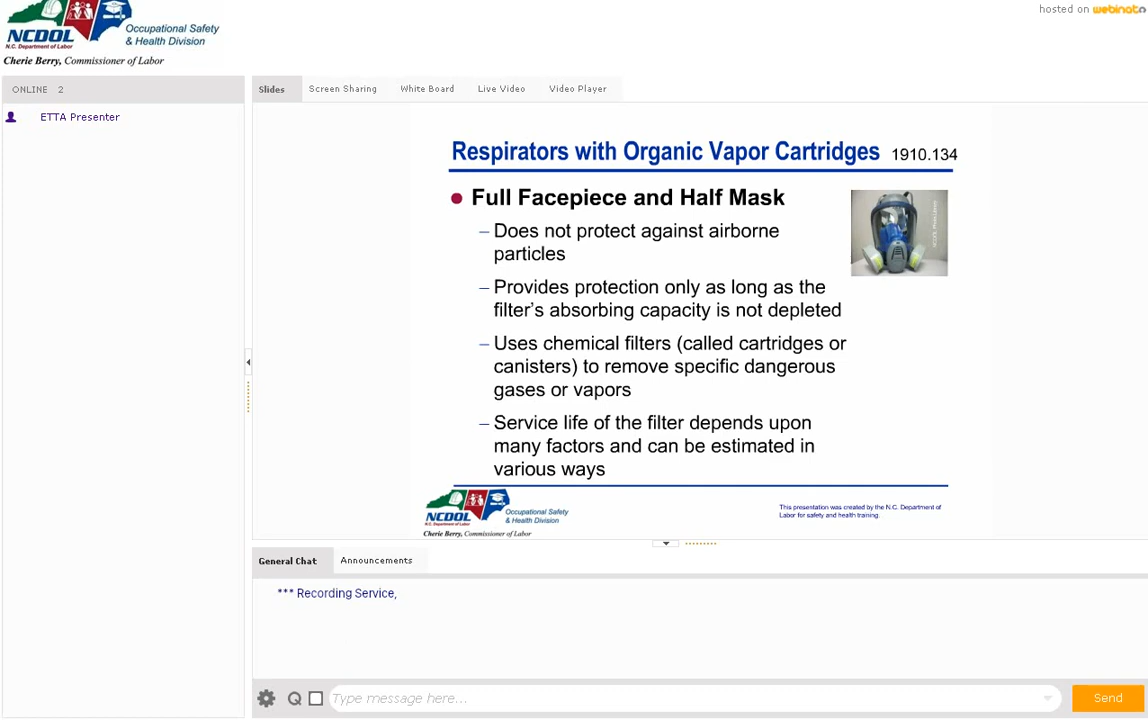 hosted on webinato
NCDOL
N.C. Department of Labor
Occupational Safety
& Health Division
Cherie Berry, Commissioner of Labor
ONLINE 2
ETTA Presenter
Slides
Screen Sharing
White Board
Live Video
Video Player
Respirators with Organic Vapor Cartridges 1910.134
Full Facepiece and Half Mask
– Does not protect against airborne
particles
– Provides protection only as long as the
filter's absorbing capacity is not depleted
– Uses chemical filters (called cartridges or
canisters) to remove specific dangerous
gases or vapors
– Service life of the filter depends upon
many factors and can be estimated in
various ways
NCDOL
N.C. Department of Labor
Occupational Safety
& Health Division
Cherie Berry, Commissioner of Labor
This presentation was created by the N.C. Department of
Labor for safety and health training.
General Chat
Announcements
*** Recording Service,
Q
Type message here...
Send